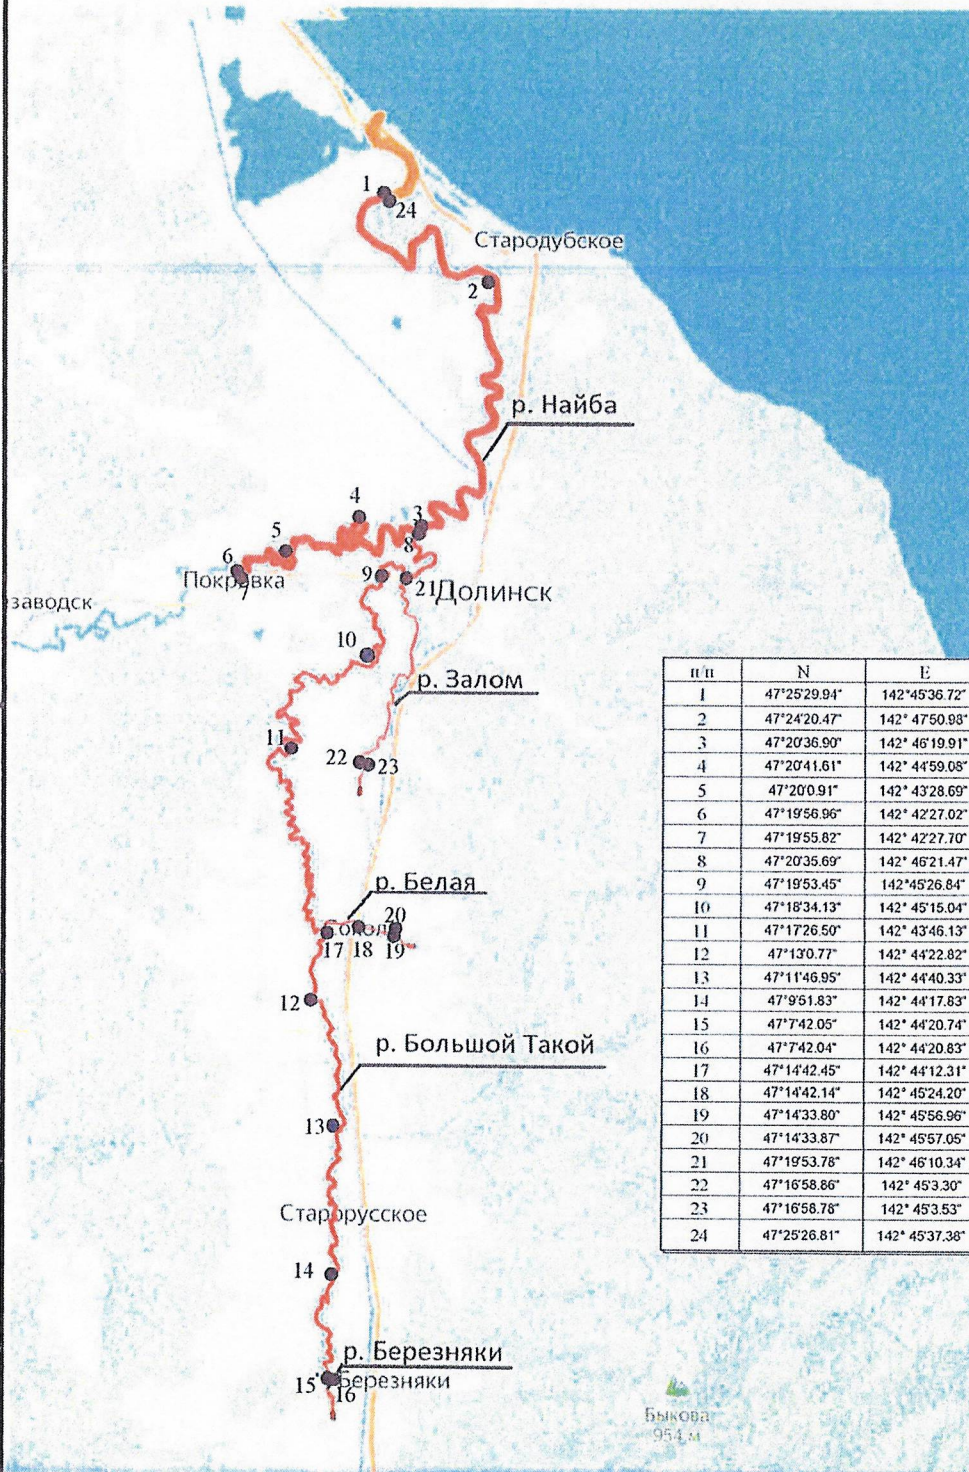 1
24
Стародубское
2
р. Найба
4
3
5
8
6
Покровка
7
9
21
Долинск
заводск
10
р. Залом
11
22
23
р. Белая
20
17
18
19
12
р. Большой Такой
13
Старорусское
14
р. Березняки
15
16
Березняки
Быкова
954 м
п/п N E
1 47°25'29.94" 142°45'36.72"
2 47°24'20.47" 142° 47'50.98"
3 47°20'36.90" 142° 46'19.91"
4 47°20'41.61" 142° 44'59.08"
5 47°20'0.91" 142° 43'28.69"
6 47°19'56.96" 142° 42'27.02"
7 47°19'55.82" 142° 42'27.70"
8 47°20'35.69" 142° 46'21.47"
9 47°19'53.45" 142°45'26.84"
10 47°18'34.13" 142° 45'15.04"
11 47°17'26.50" 142° 43'46.13"
12 47°13'0.77" 142° 44'22.82"
13 47°11'46.95" 142° 44'40.33"
14 47°9'51.83" 142° 44'17.83"
15 47°7'42.05" 142° 44'20.74"
16 47°7'42.04" 142° 44'20.83"
17 47°14'42.45" 142° 44'12.31"
18 47°14'42.14" 142° 45'24.20"
19 47°14'33.80" 142° 45'56.96"
20 47°14'33.87" 142° 45'57.05"
21 47°19'53.78" 142° 46'10.34"
22 47°16'58.86" 142° 45'3.30"
23 47°16'58.78" 142° 45'3.53"
24 47°25'26.81" 142° 45'37.38"